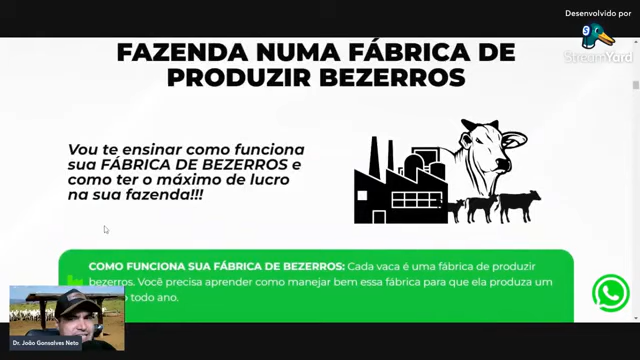 Desenvolvido por
StreamYard
FAZENDA NUMA FÁBRICA DE
PRODUZIR BEZERROS
Vou te ensinar como funciona
sua FÁBRICA DE BEZERROS e
como ter o máximo de lucro
na sua fazenda!!!
COMO FUNCIONA SUA FÁBRICA DE BEZERROS: Cada vaca é uma fábrica de produzir
bezerros. Você precisa aprender como manejar bem essa fábrica para que ela produza um
todo ano.
Dr. João Gonsalves Neto